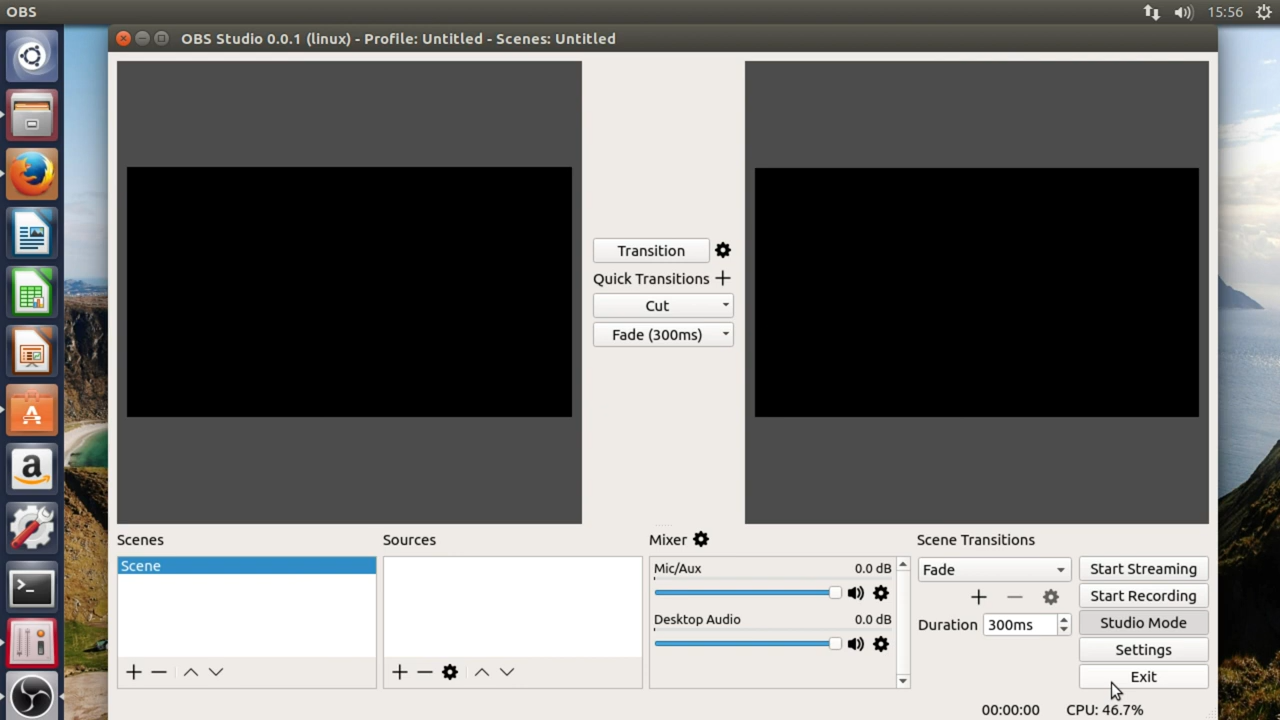 OBS
15:56
OBS Studio 0.0.1 (linux) - Profile: Untitled - Scenes: Untitled
Transition
Quick Transitions
Cut
Fade (300ms)
Scenes
Scene
Sources
Mixer
Mic/Aux 0.0 dB
Desktop Audio 0.0 dB
Scene Transitions
Fade
Duration 300ms
Start Streaming
Start Recording
Studio Mode
Settings
Exit
00:00:00 CPU: 46.7%